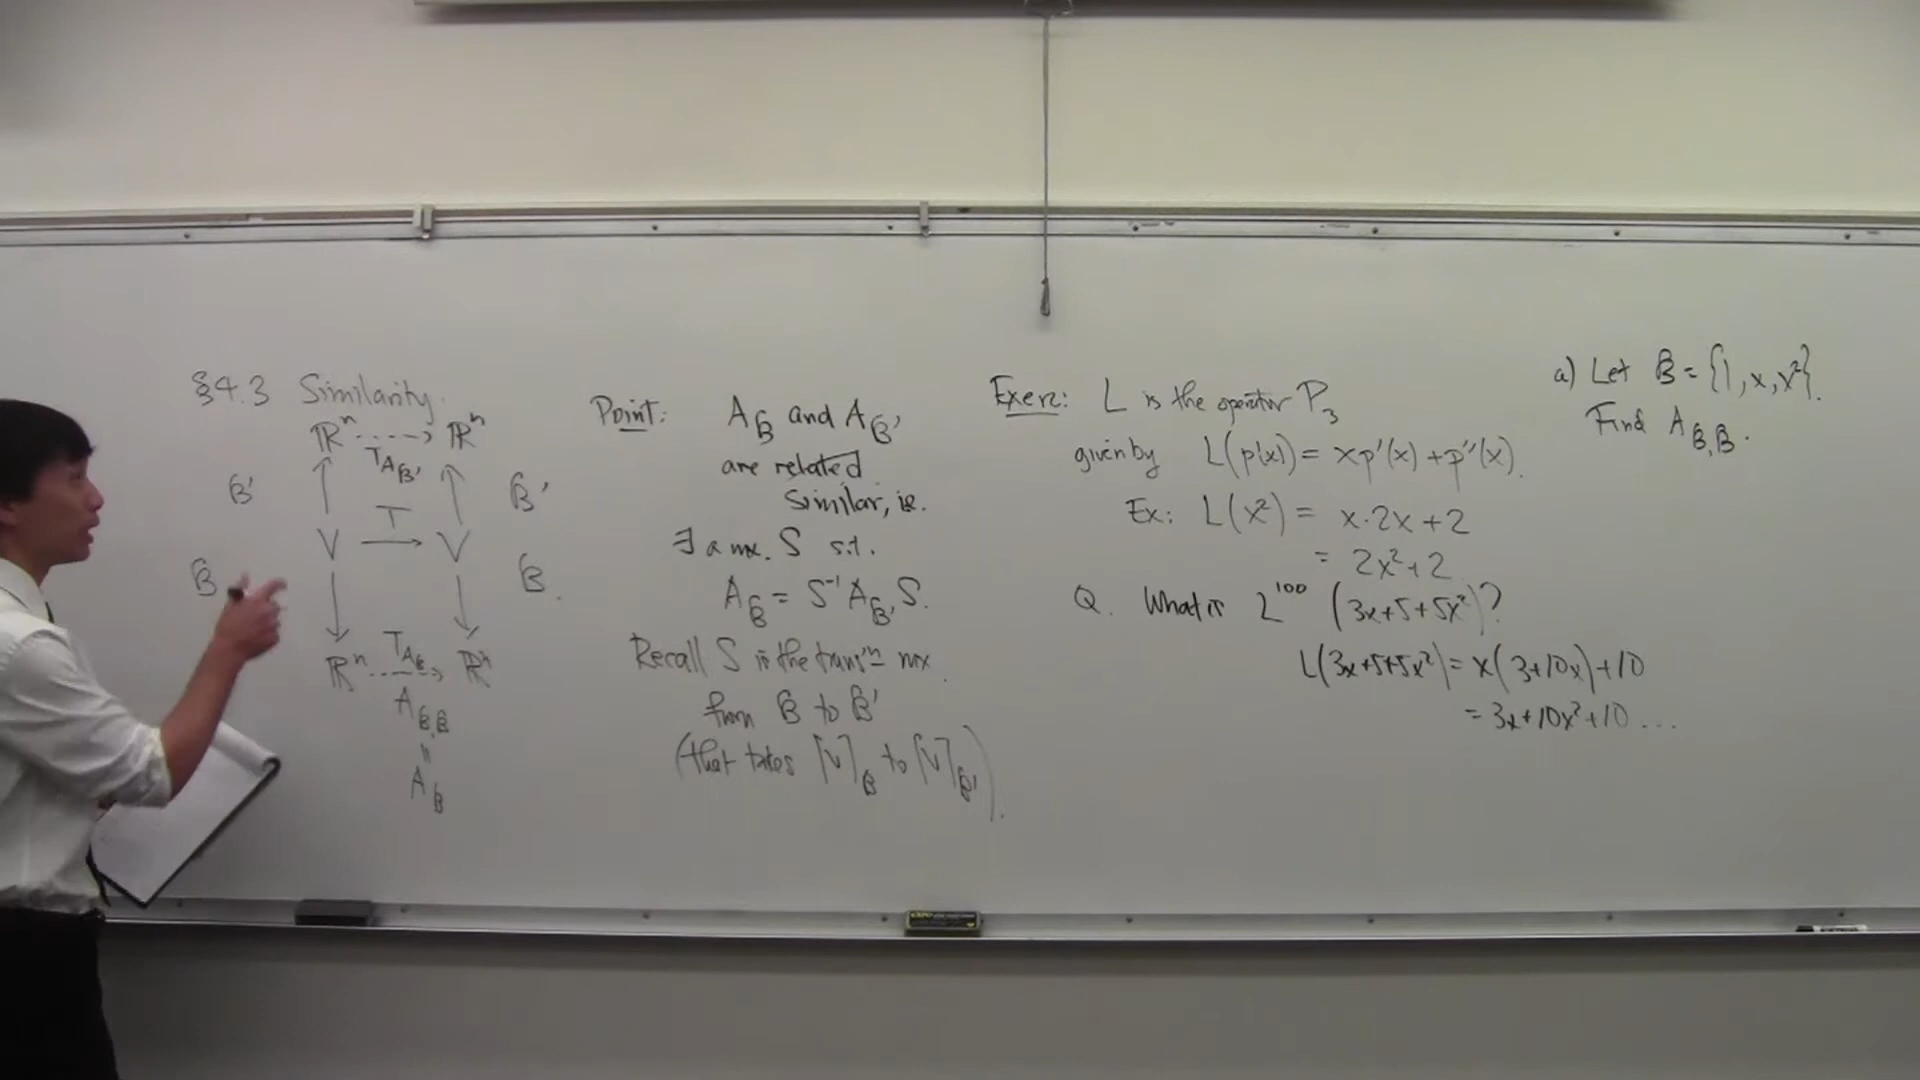 §4.3 Similarity.
ℝⁿ ····> ℝⁿ
T_{A_{B'}}
B' B'
T
V → V
B B.
T_{A_B}
ℝⁿ ····> ℝⁿ
A_{B,B}
"
A_B
Point: A_B and A_{B'}
are related
similar, ie.
∃ a mx. S s.t.
A_B = S⁻¹ A_{B'} S.
Recall S is the transⁿ mx
from B to B'
(that takes [v]_B to [v]_{B'}).
Exerc: L is the operator P₃
given by L(p(x)) = xp'(x) + p''(x).
Ex: L(x²) = x·2x+2
= 2x²+2
Q. What is L¹⁰⁰ (3x+5+5x²)?
L(3x+5+5x²) = x(3+10x)+10
= 3x+10x²+10 ...
a) Let B = {1, x, x²}.
Find A_{B,B}.